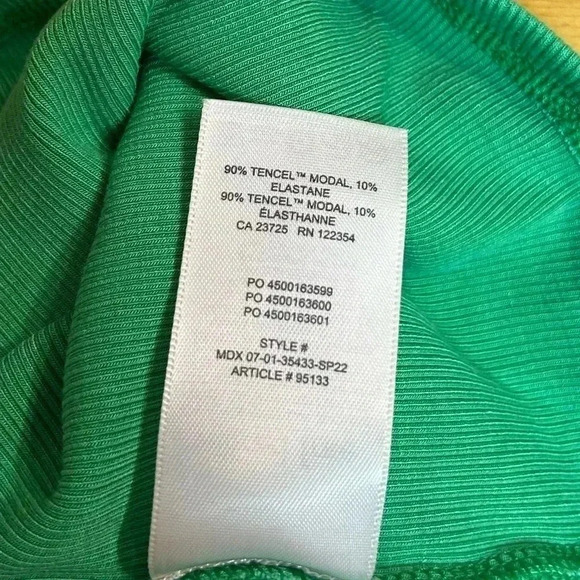 90% TENCEL™ MODAL, 10%
ELASTANE
90% TENCEL™ MODAL, 10%
ÉLASTHANNE
CA 23725 RN 122354
PO 4500163599
PO 4500163600
PO 4500163601
STYLE #
MDX 07-01-35433-SP22
ARTICLE # 95133